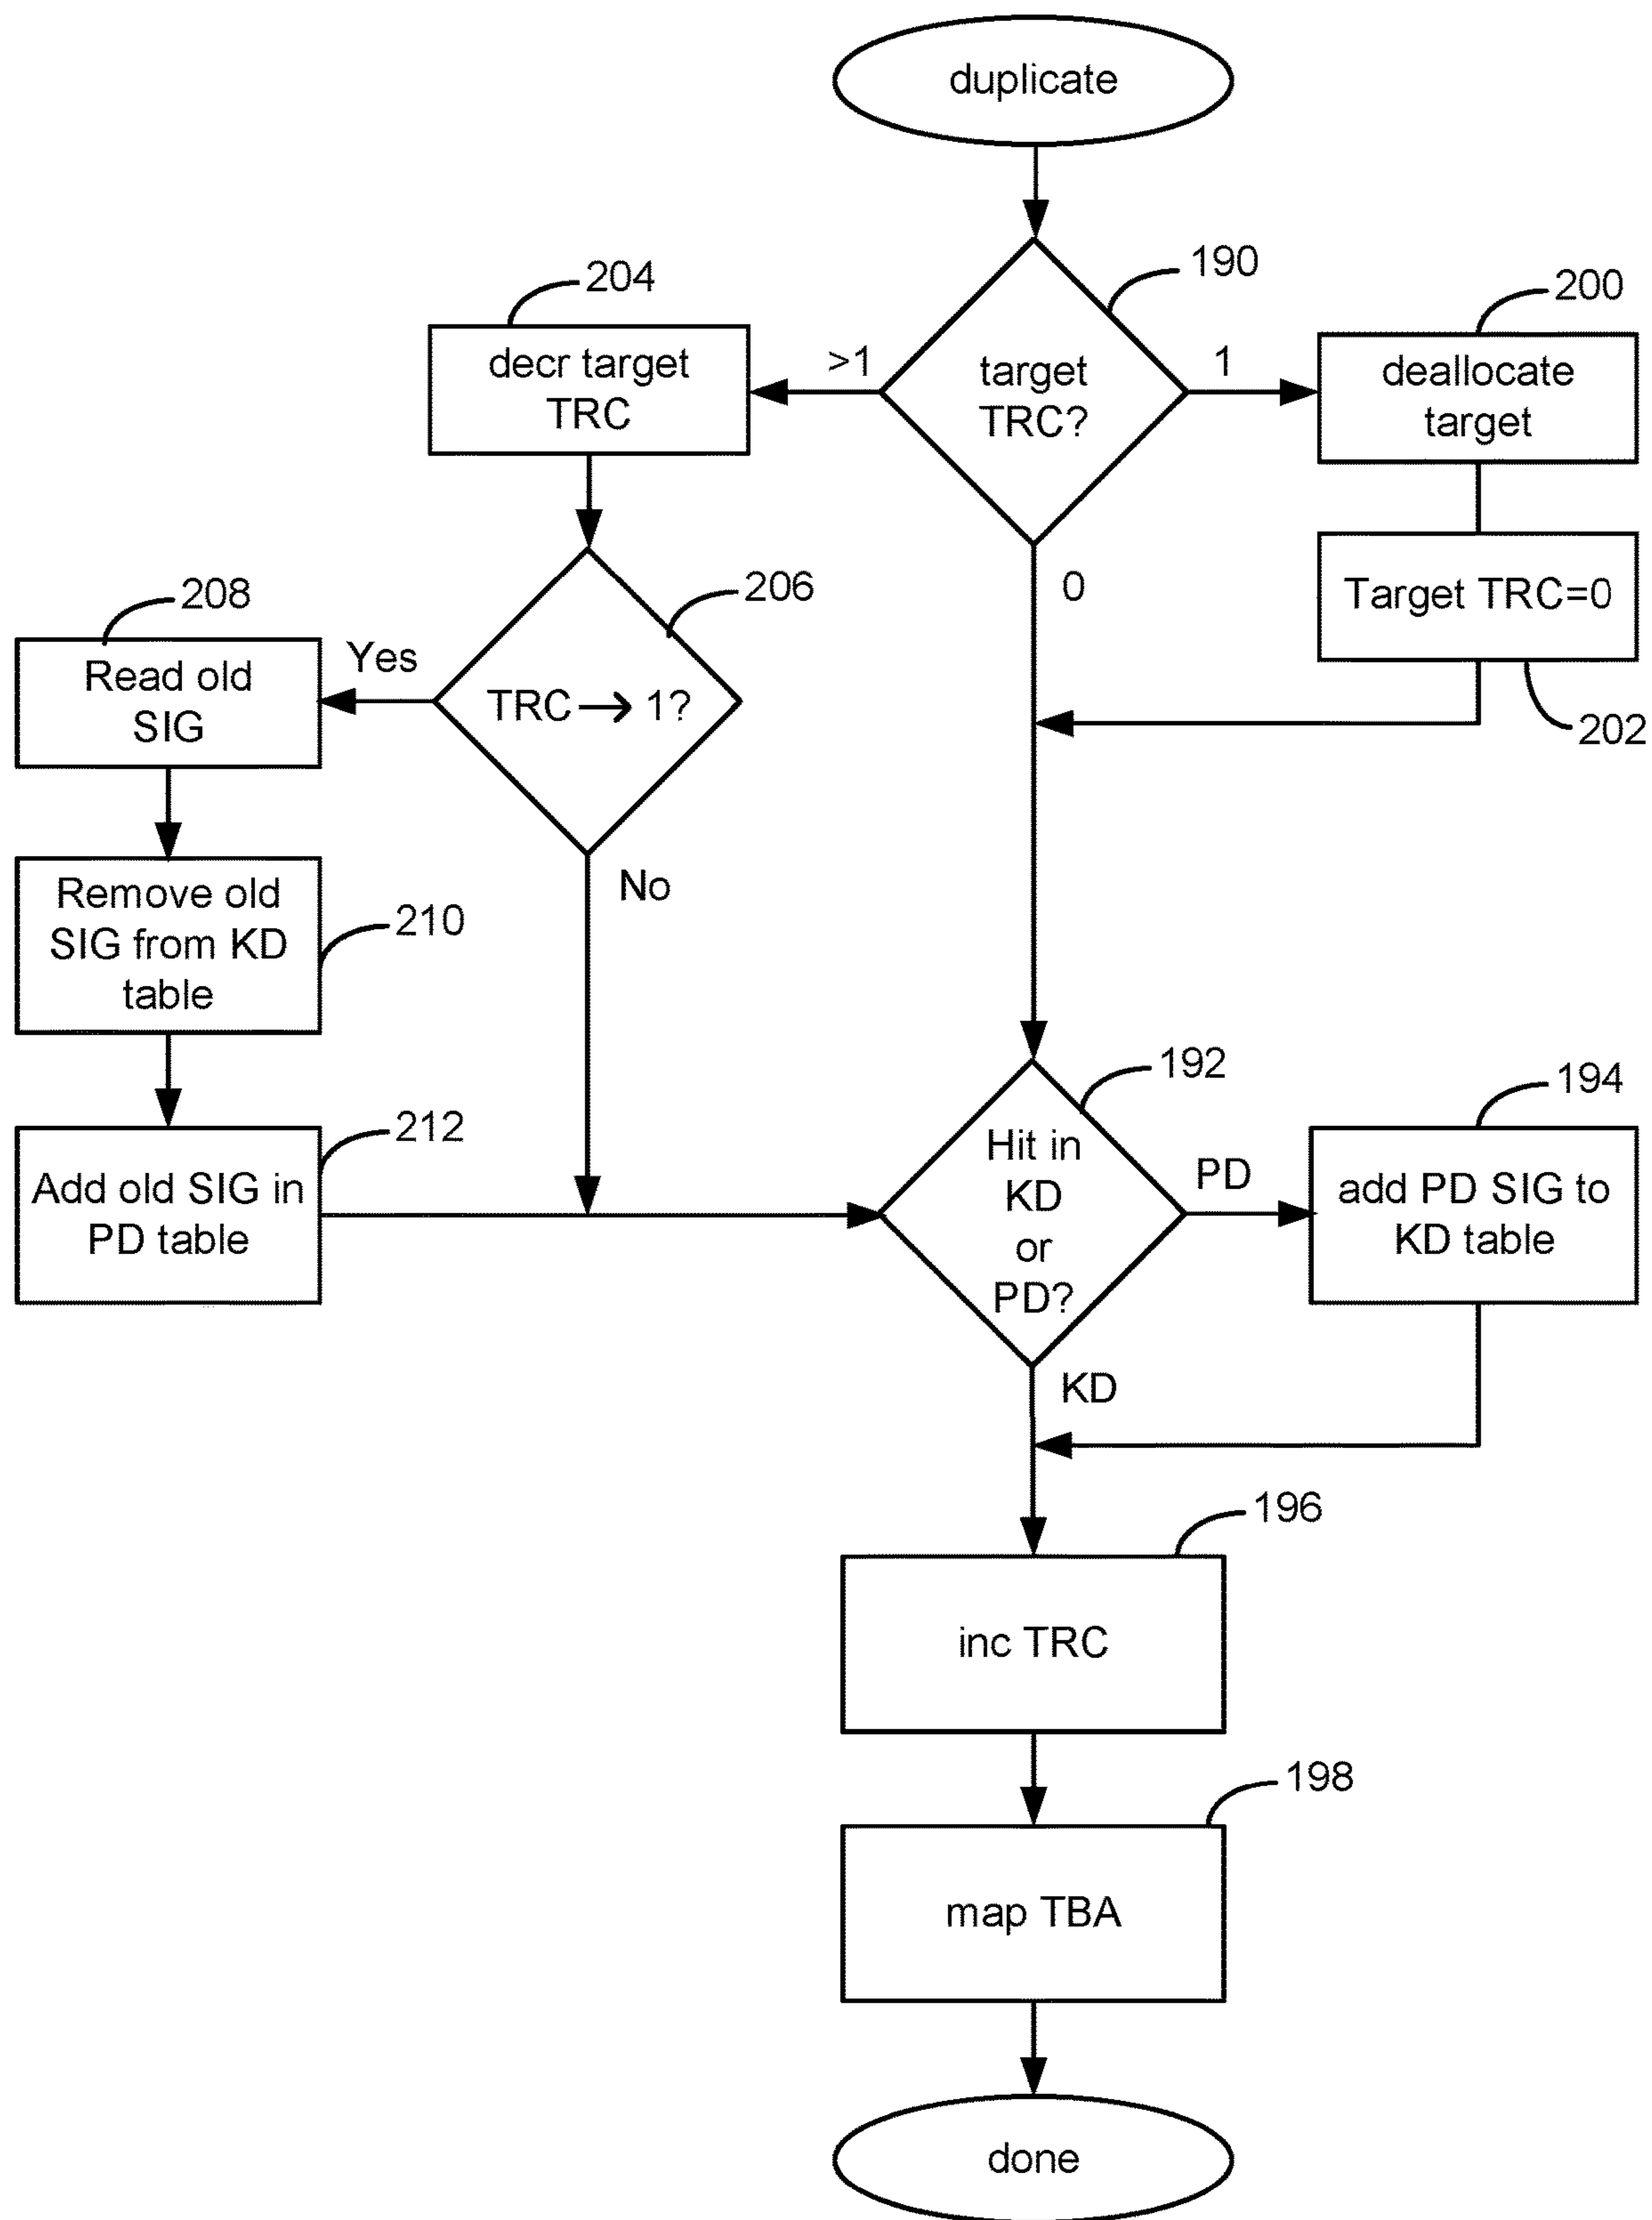 duplicate
190
204
200
decr target
TRC
>1
target
TRC?
1
deallocate
target
0
Target TRC=0
202
208
206
Read old
SIG
Yes
TRC → 1?
No
Remove old
SIG from KD
table
210
192
194
212
Add old SIG in
PD table
Hit in
KD
or
PD?
PD
add PD SIG to
KD table
KD
196
inc TRC
198
map TBA
done